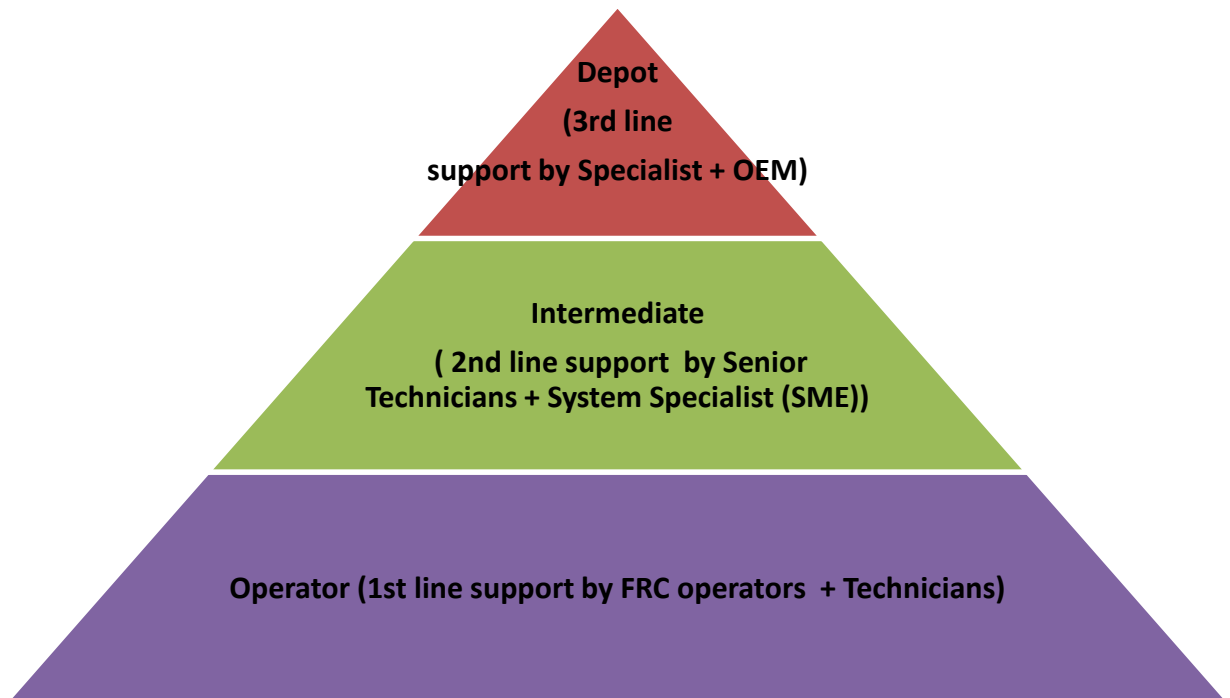 Depot
(3rd line
support by Specialist + OEM)
Intermediate
( 2nd line support  by Senior
Technicians + System Specialist (SME))
Operator (1st line support by FRC operators  + Technicians)